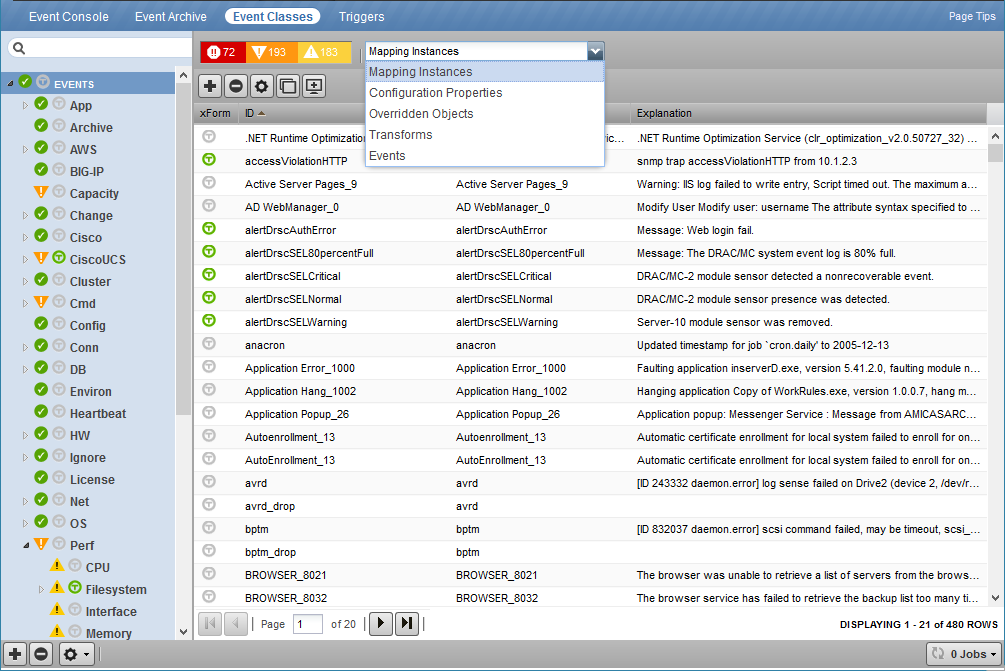 Event Console Event Archive Event Classes Triggers Page Tips
72 193 183 Mapping Instances
Mapping Instances
Configuration Properties
Overridden Objects
Transforms
Events
EVENTS
App
Archive
AWS
BIG-IP
Capacity
Change
Cisco
CiscoUCS
Cluster
Cmd
Config
Conn
DB
Environ
Heartbeat
HW
Ignore
License
Net
OS
Perf
CPU
Filesystem
Interface
Memory
xForm ID Explanation
.NET Runtime Optimization ic... .NET Runtime Optimization Service (clr_optimization_v2.0.50727_32) ...
accessViolationHTTP snmp trap accessViolationHTTP from 10.1.2.3
Active Server Pages_9 Active Server Pages_9 Warning: IIS log failed to write entry, Script timed out. The maximum a...
AD WebManager_0 AD WebManager_0 Modify User Modify user: username The attribute syntax specified to ...
alertDrscAuthError alertDrscAuthError Message: Web login fail.
alertDrscSEL80percentFull alertDrscSEL80percentFull Message: The DRAC/MC system event log is 80% full.
alertDrscSELCritical alertDrscSELCritical DRAC/MC-2 module sensor detected a nonrecoverable event.
alertDrscSELNormal alertDrscSELNormal DRAC/MC-2 module sensor presence was detected.
alertDrscSELWarning alertDrscSELWarning Server-10 module sensor was removed.
anacron anacron Updated timestamp for job `cron.daily' to 2005-12-13
Application Error_1000 Application Error_1000 Faulting application inserverD.exe, version 5.41.2.0, faulting module n...
Application Hang_1002 Application Hang_1002 Hanging application Copy of WorkRules.exe, version 1.0.0.7, hang m...
Application Popup_26 Application Popup_26 Application popup: Messenger Service : Message from AMICASARC...
Autoenrollment_13 Autoenrollment_13 Automatic certificate enrollment for local system failed to enroll for on...
AutoEnrollment_13 AutoEnrollment_13 Automatic certificate enrollment for local system failed to enroll for on...
avrd avrd [ID 243332 daemon.error] log sense failed on Drive2 (device 2, /dev/r...
avrd_drop avrd
bptm bptm [ID 832037 daemon.error] scsi command failed, may be timeout, scsi_...
bptm_drop bptm
BROWSER_8021 BROWSER_8021 The browser was unable to retrieve a list of servers from the brows...
BROWSER_8032 BROWSER_8032 The browser service has failed to retrieve the backup list too many ti...
Page 1 of 20 DISPLAYING 1 - 21 of 480 ROWS
0 Jobs